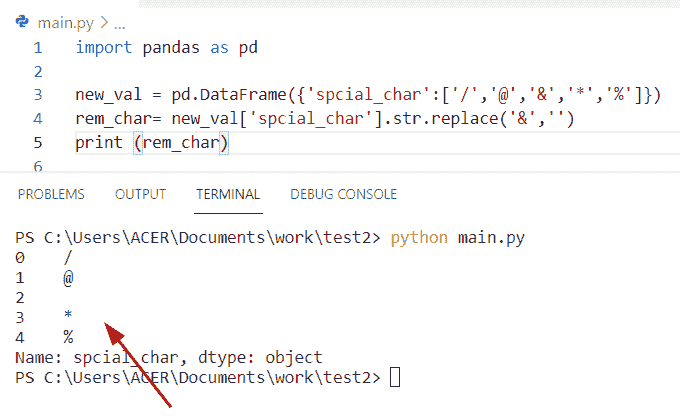 main.py > ...
1 import pandas as pd
2
3 new_val = pd.DataFrame({'spcial_char':['/','@','&','*','%']})
4 rem_char= new_val['spcial_char'].str.replace('&','')
5 print (rem_char)
6
PROBLEMS OUTPUT TERMINAL DEBUG CONSOLE
PS C:\Users\ACER\Documents\work\test2> python main.py
0 /
1 @
2
3 *
4 %
Name: spcial_char, dtype: object
PS C:\Users\ACER\Documents\work\test2>